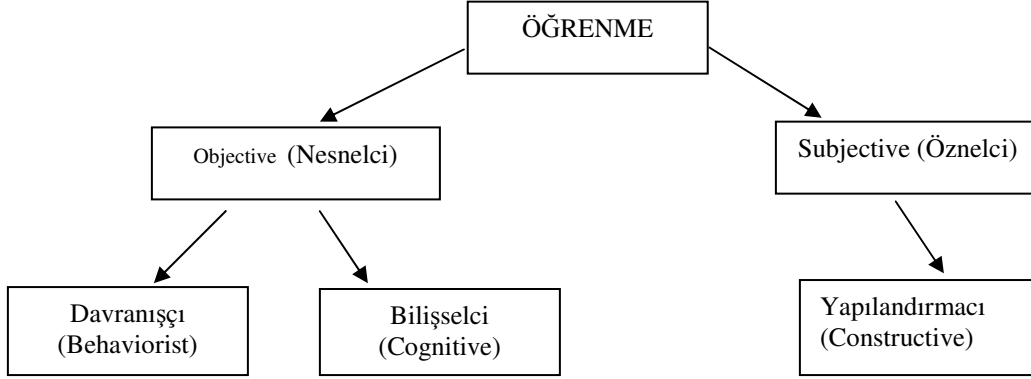 ÖĞRENME
Objective (Nesnelci)
Subjective (Öznelci)
Davranışçı
(Behaviorist)
Bilişselci
(Cognitive)
Yapılandırmacı
(Constructive)